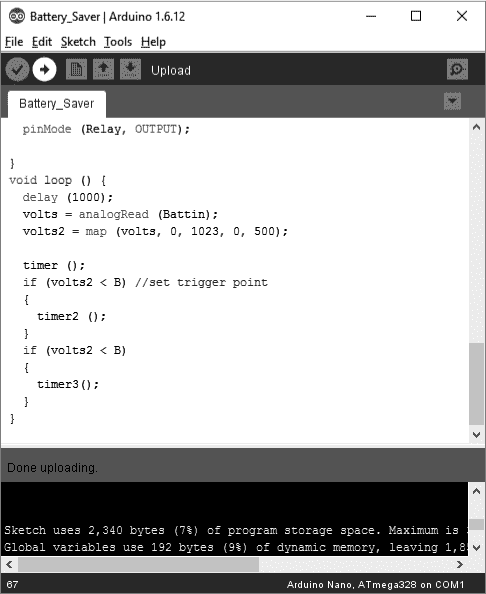 Battery_Saver | Arduino 1.6.12
File Edit Sketch Tools Help
Upload
Battery_Saver
pinMode (Relay, OUTPUT);
}
void loop () {
delay (1000);
volts = analogRead (Battin);
volts2 = map (volts, 0, 1023, 0, 500);
timer ();
if (volts2 < B) //set trigger point
{
timer2 ();
}
if (volts2 < B)
{
timer3();
}
}
Done uploading.
Sketch uses 2,340 bytes (7%) of program storage space. Maximum is
Global variables use 192 bytes (9%) of dynamic memory, leaving 1,8
67 Arduino Nano, ATmega328 on COM1